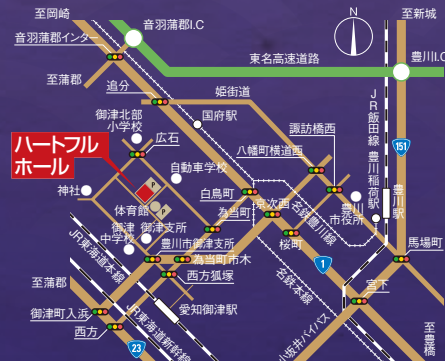 至岡崎
音羽蒲郡I.C
N
至新城
音羽蒲郡インター
東名高速道路
豊川I.C
至蒲郡
追分
姫街道
御津北部
小学校
国府駅
諏訪橋西
JR飯田線
151
広石
八幡町横道西
豊川稲荷駅
ハートフル
ホール
自動車学校
P
神社
白鳥町
名鉄豊川線
豊川
市役所
豊川駅
P
体育館
為当町
京次西
御津
中学校
御津支所
桜町
馬場町
JR東海道本線
豊川市御津支所
為当町市木
1
西方狐塚
名鉄本線
宮下
至蒲郡
愛知御津駅
御津町入浜
小坂井バイパス
西方
JR東海道新幹線
至豊橋
23